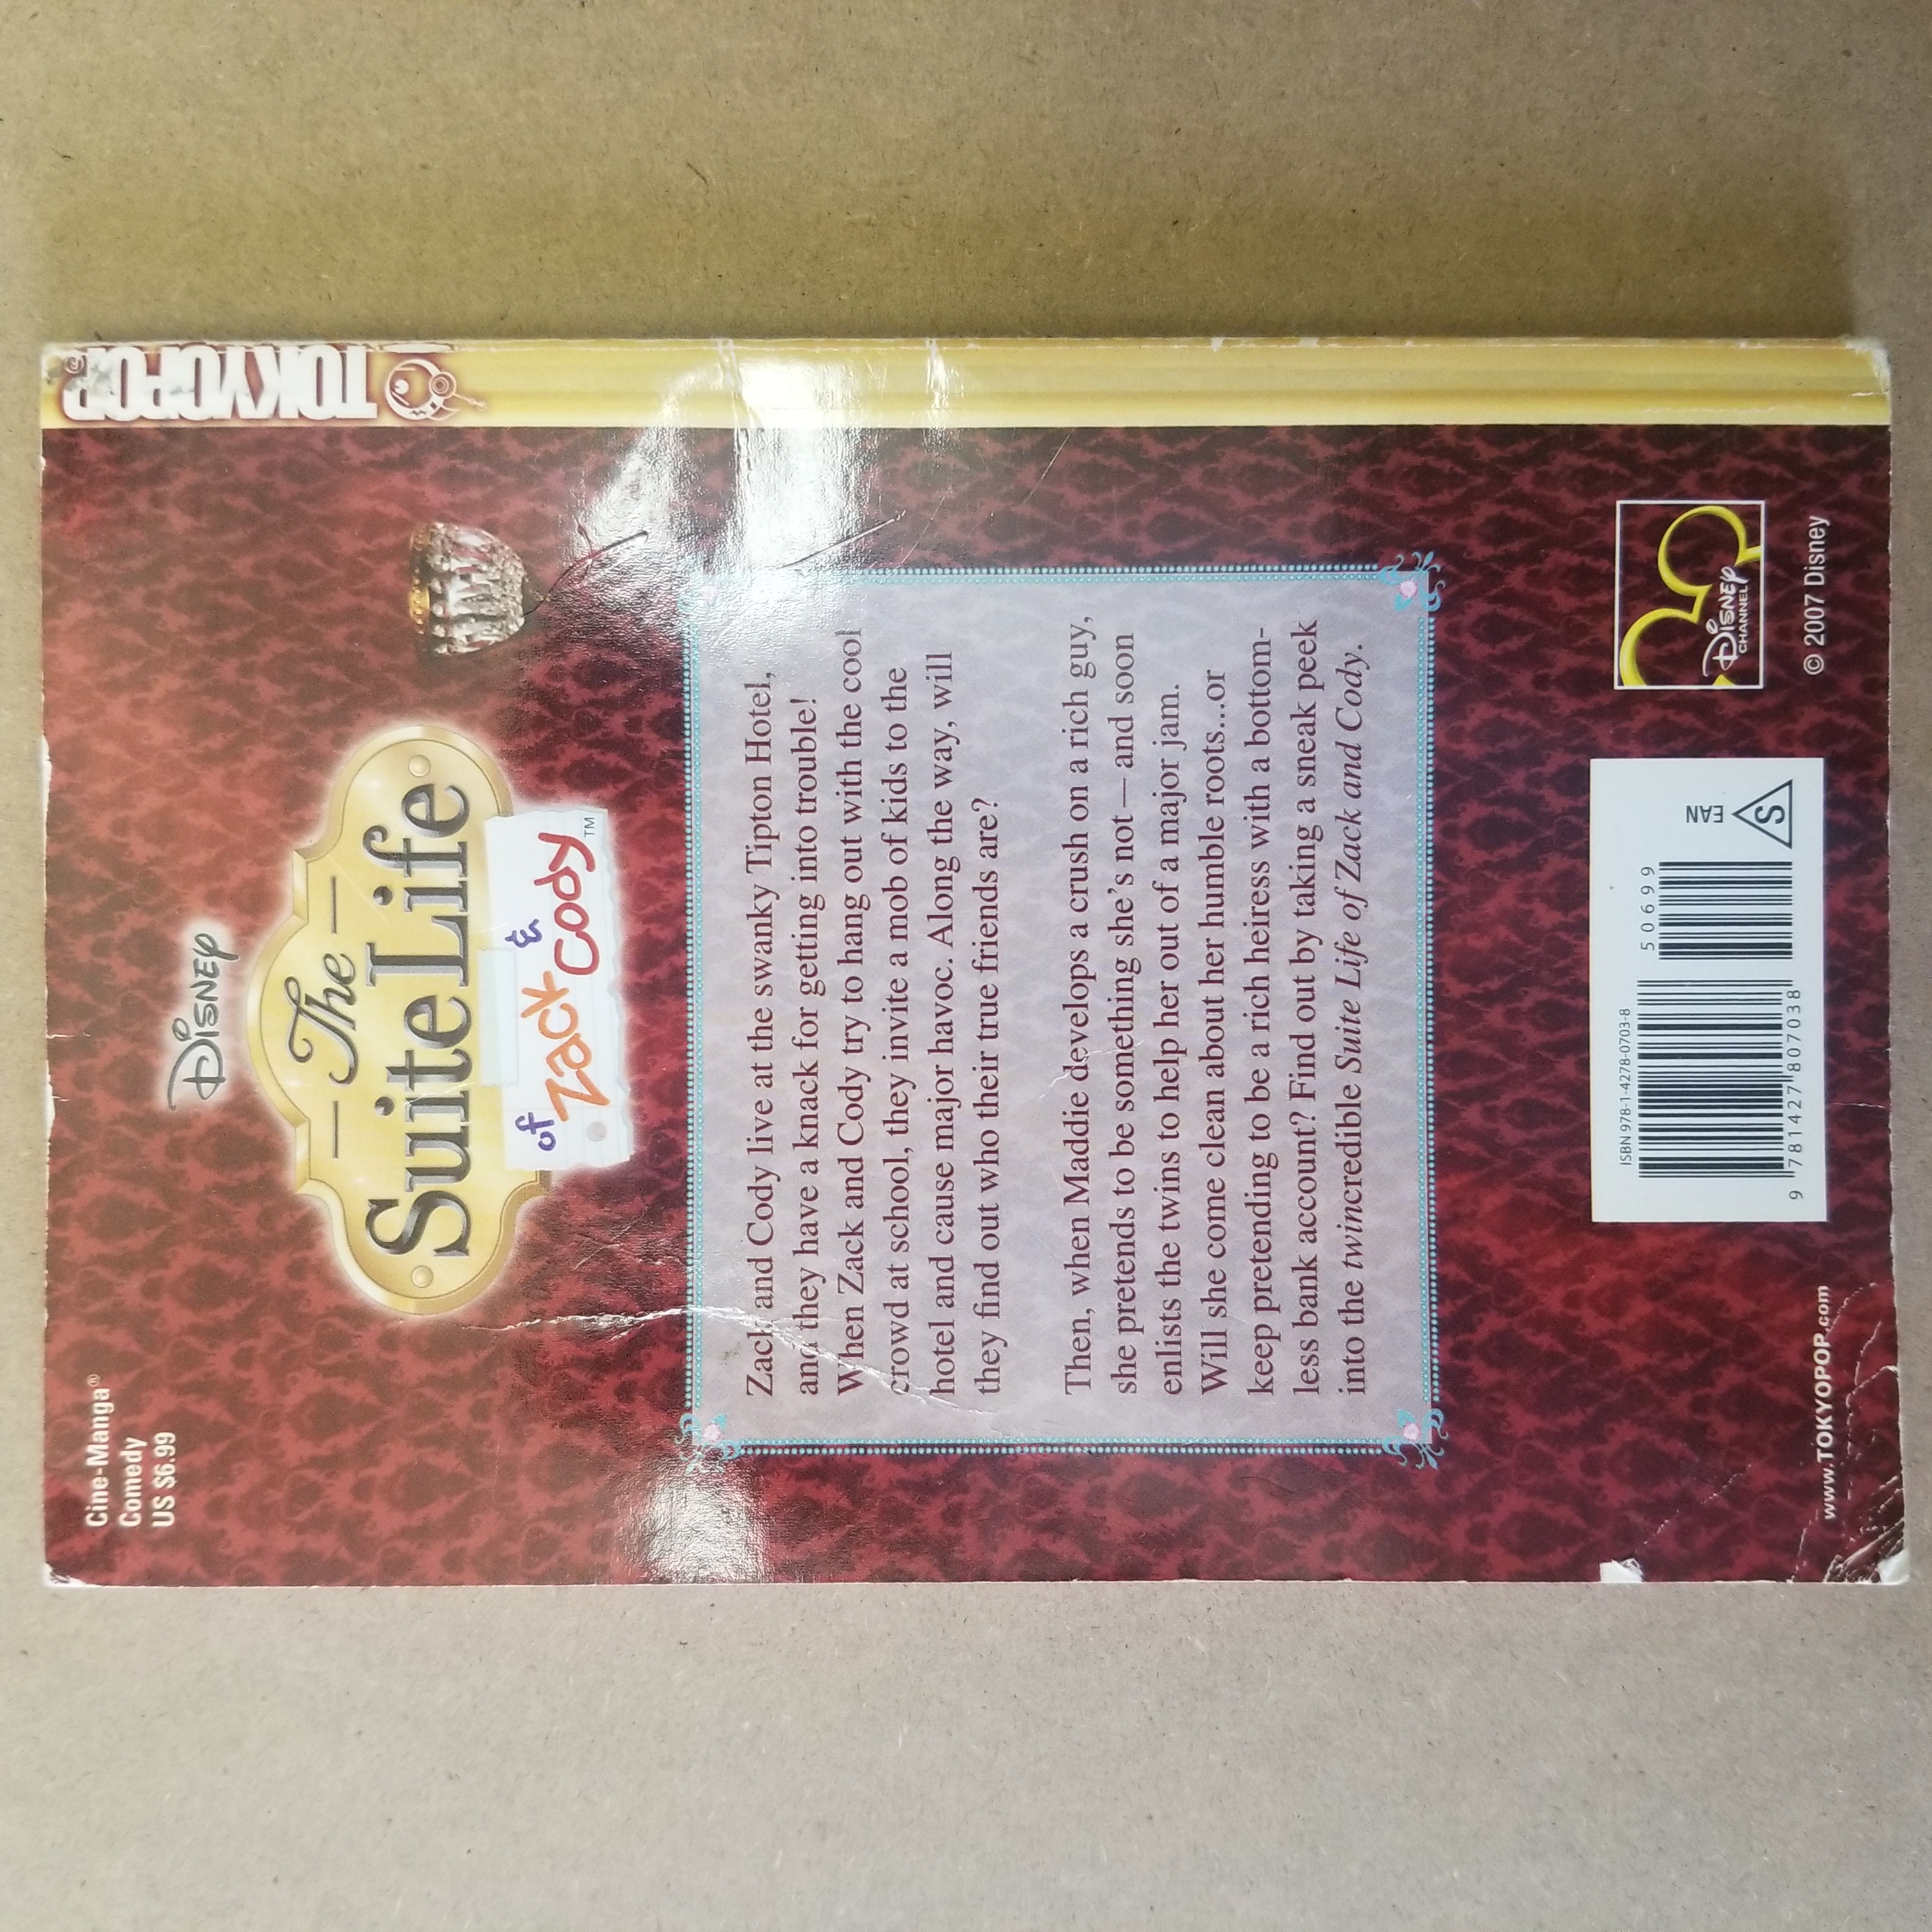 Cine-Manga®
Comedy
US $6.99
TOKYOPOP®
DISNEY
The
Suite Life
of Zack & Cody™
Zack and Cody live at the swanky Tipton Hotel,
and they have a knack for getting into trouble!
When Zack and Cody try to hang out with the cool
crowd at school, they invite a mob of kids to the
hotel and cause major havoc. Along the way, will
they find out who their true friends are?
Then, when Maddie develops a crush on a rich guy,
she pretends to be something she's not — and soon
enlists the twins to help her out of a major jam.
Will she come clean about her humble roots...or
keep pretending to be a rich heiress with a bottom-
less bank account? Find out by taking a sneak peek
into the twincredible Suite Life of Zack and Cody.
www.TOKYOPOP.com
ISBN 978-1-4278-0703-8
50699
9 781427 807038
EAN
S
DISNEY
CHANNEL
© 2007 Disney